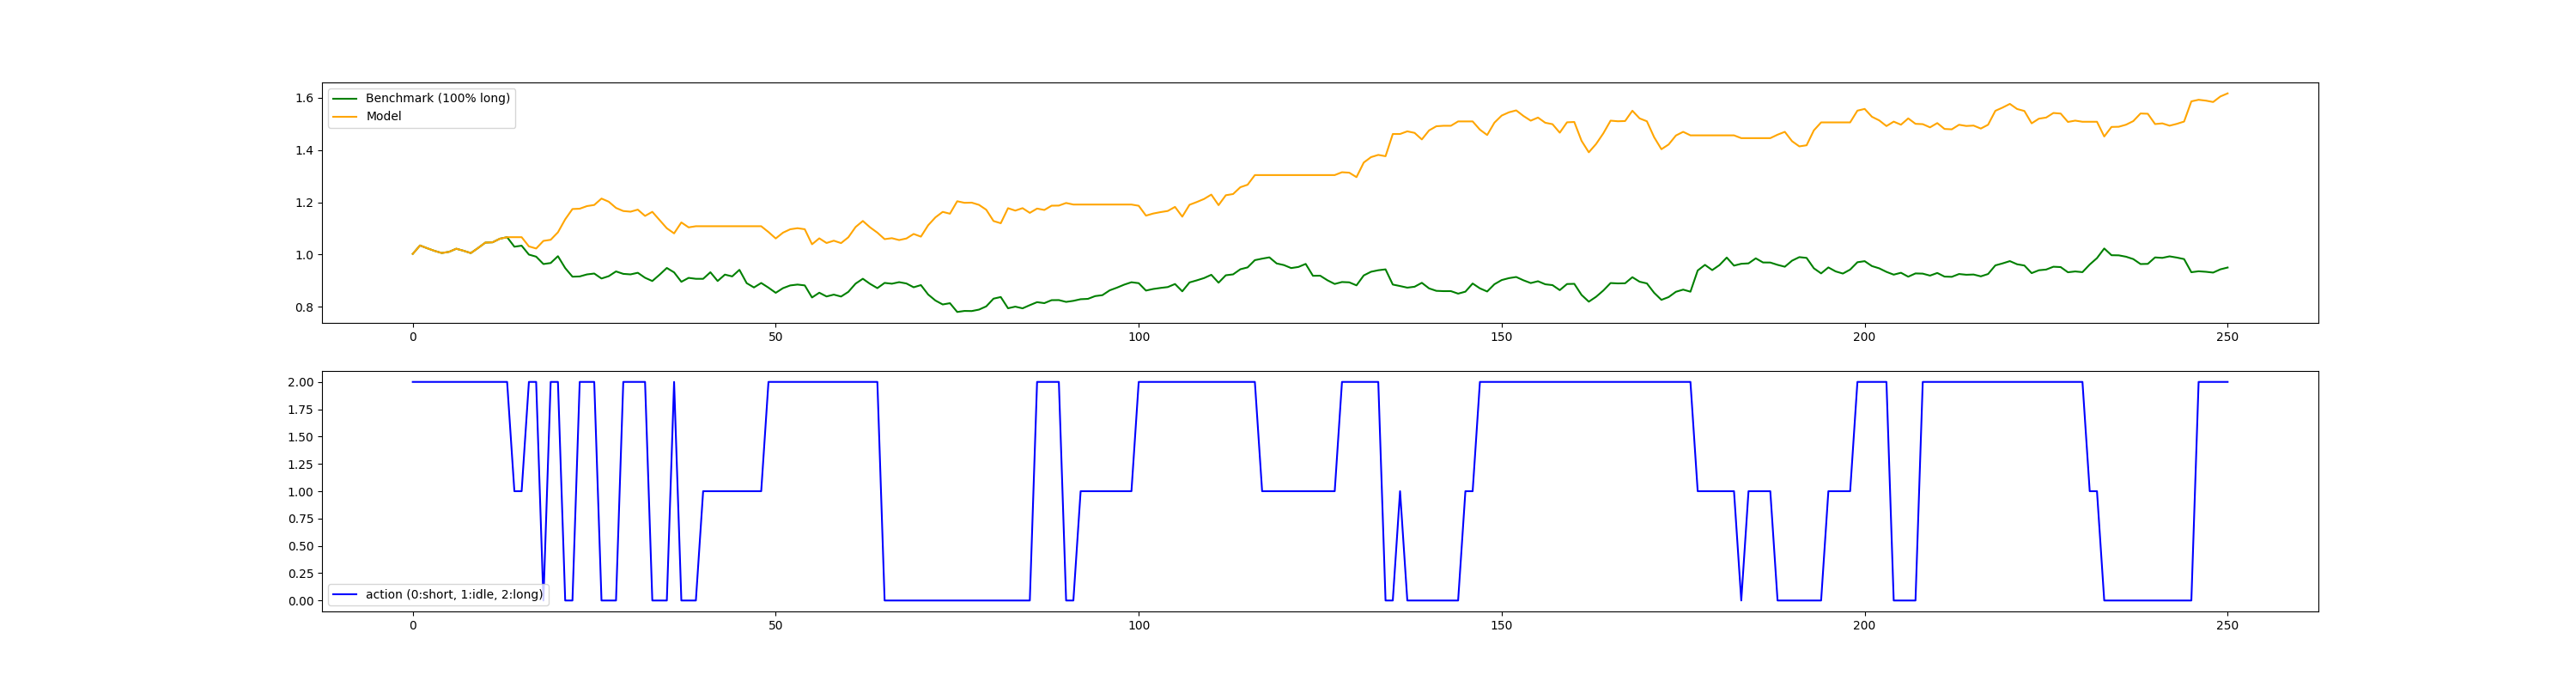 Benchmark (100% long)
Model
1.6
1.4
1.2
1.0
0.8
0 50 100 150 200 250
2.00
1.75
1.50
1.25
1.00
0.75
0.50
0.25
0.00
action (0:short, 1:idle, 2:long)
0 50 100 150 200 250